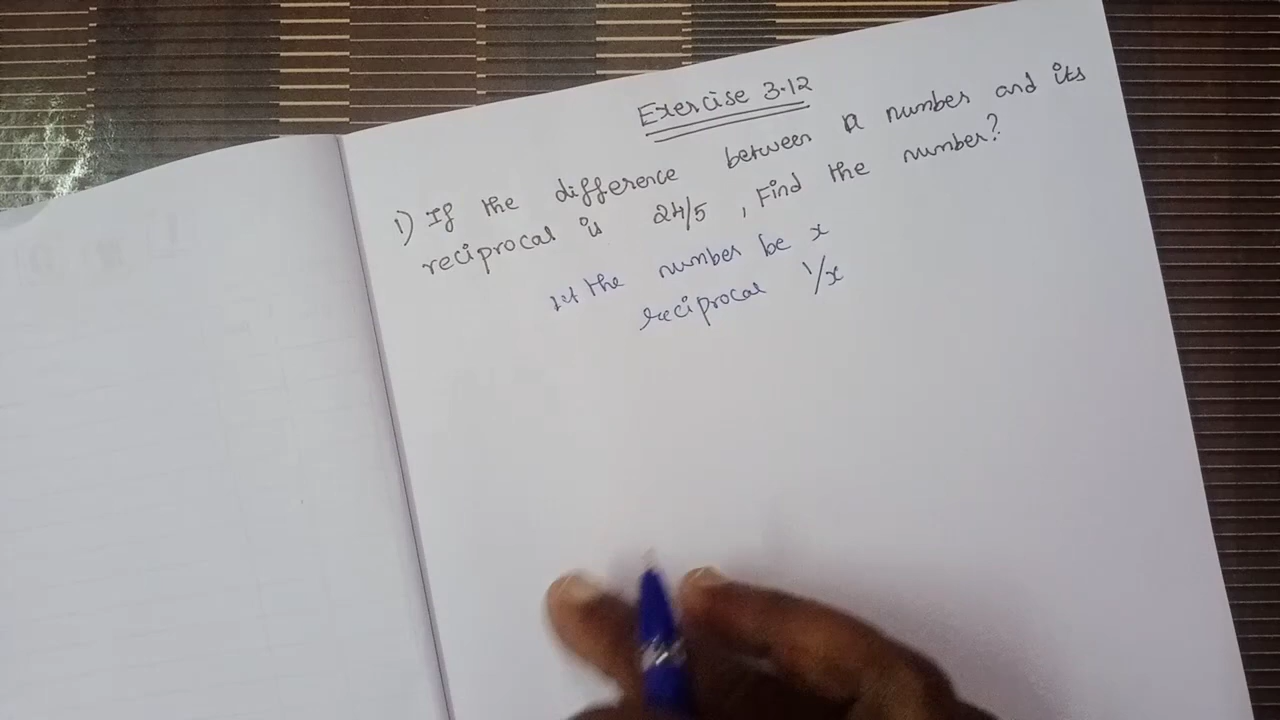 Exercise 3.12
1) If the difference between a number and its
reciprocal is 24/5 , Find the number?
let the number be x
reciprocal 1/x